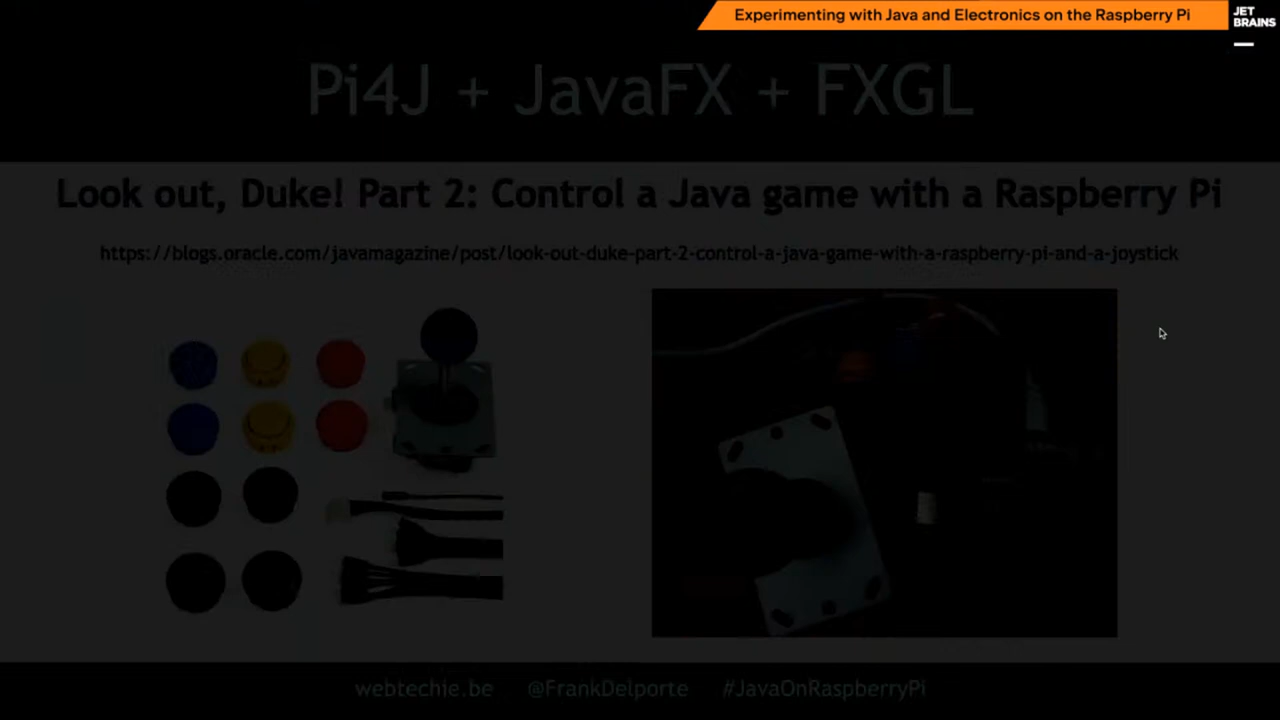 Experimenting with Java and Electronics on the Raspberry Pi
JET
BRAINS
Pi4J + JavaFX + FXGL
Look out, Duke! Part 2: Control a Java game with a Raspberry Pi
https://blogs.oracle.com/javamagazine/post/look-out-duke-part-2-control-a-java-game-with-a-raspberry-pi-and-a-joystick
webtechie.be @FrankDelporte #JavaOnRaspberryPi